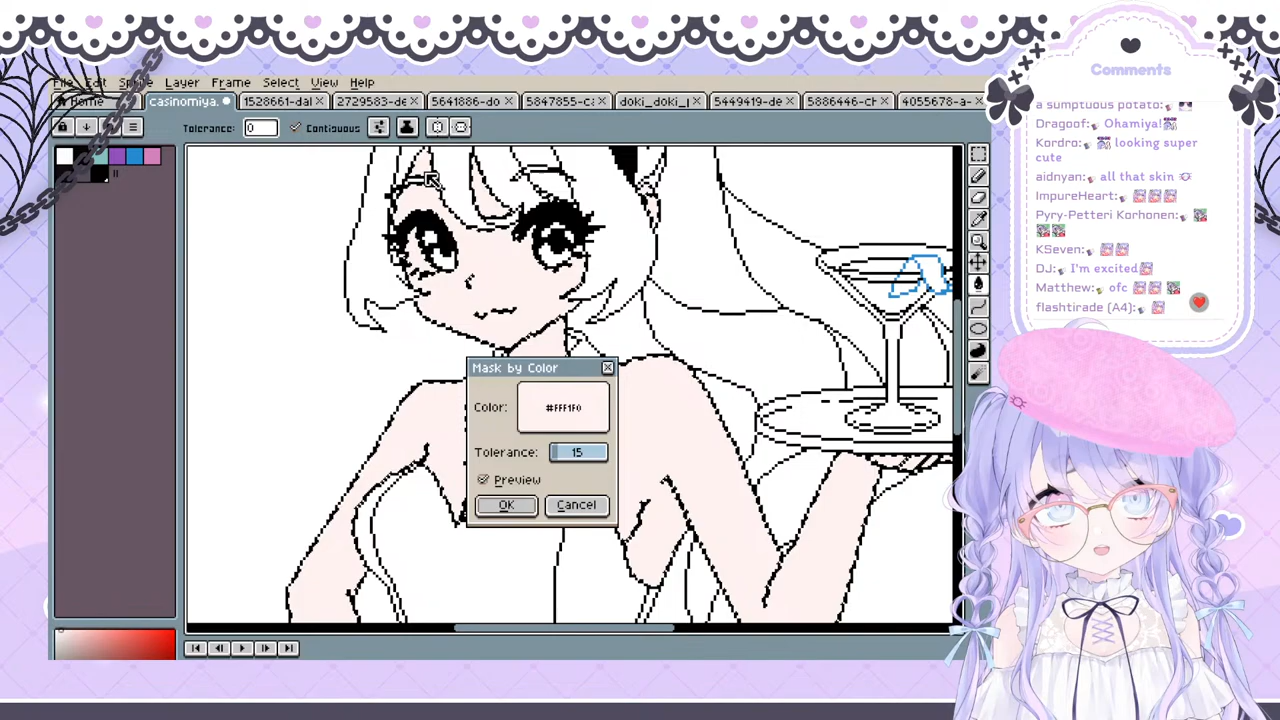 Comments
a sumptuous potato:
Dragoof: Ohamiya!
Kordro: looking super
cute
aidnyan: all that skin
ImpureHeart:
Pyry-Petteri Korhonen:
KSeven:
DJ: I'm excited
Matthew: ofc
flashtirade (A4):
File Edit Sprite Layer Frame Select View Help
Home casinomiya. 1528661-dal 2729583-de 5641886-do 5847855-ca doki_doki_l 5449419-de 5886446-ch 4055678-a-
Tolerance: 0 Contiguous
Mask by Color
Color: #FFF1F0
Tolerance: 15
Preview
OK Cancel